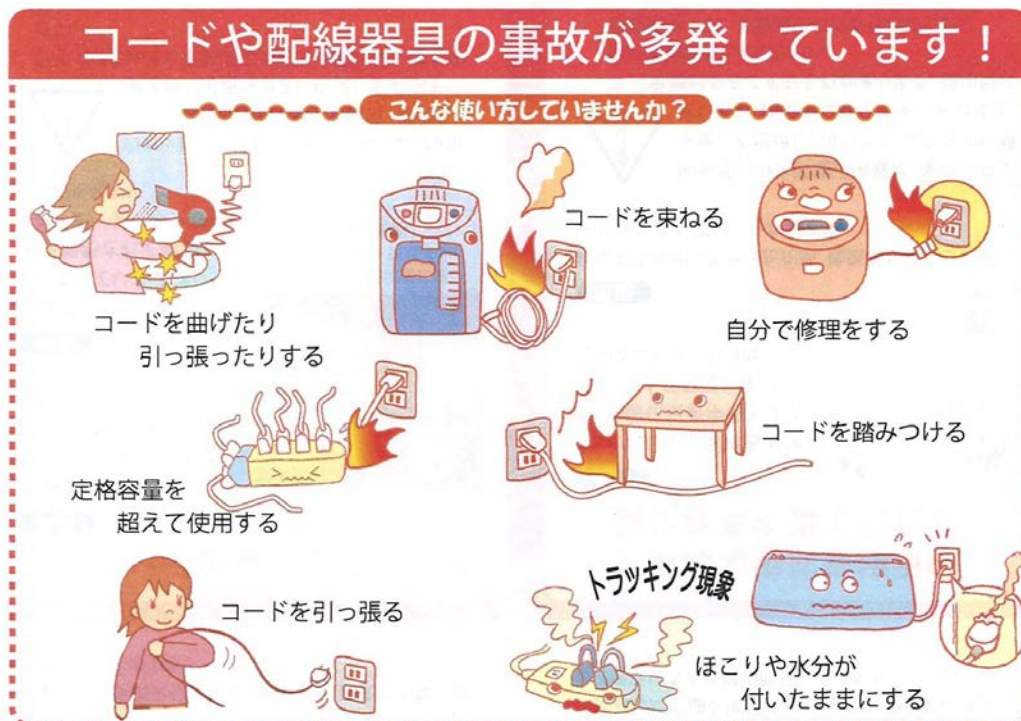 コードや配線器具の事故が多発しています！
こんな使い方していませんか？
コードを曲げたり
引っ張ったりする
コードを束ねる
自分で修理をする
定格容量を
超えて使用する
コードを踏みつける
コードを引っ張る
トラッキング現象
ほこりや水分が
付いたままにする